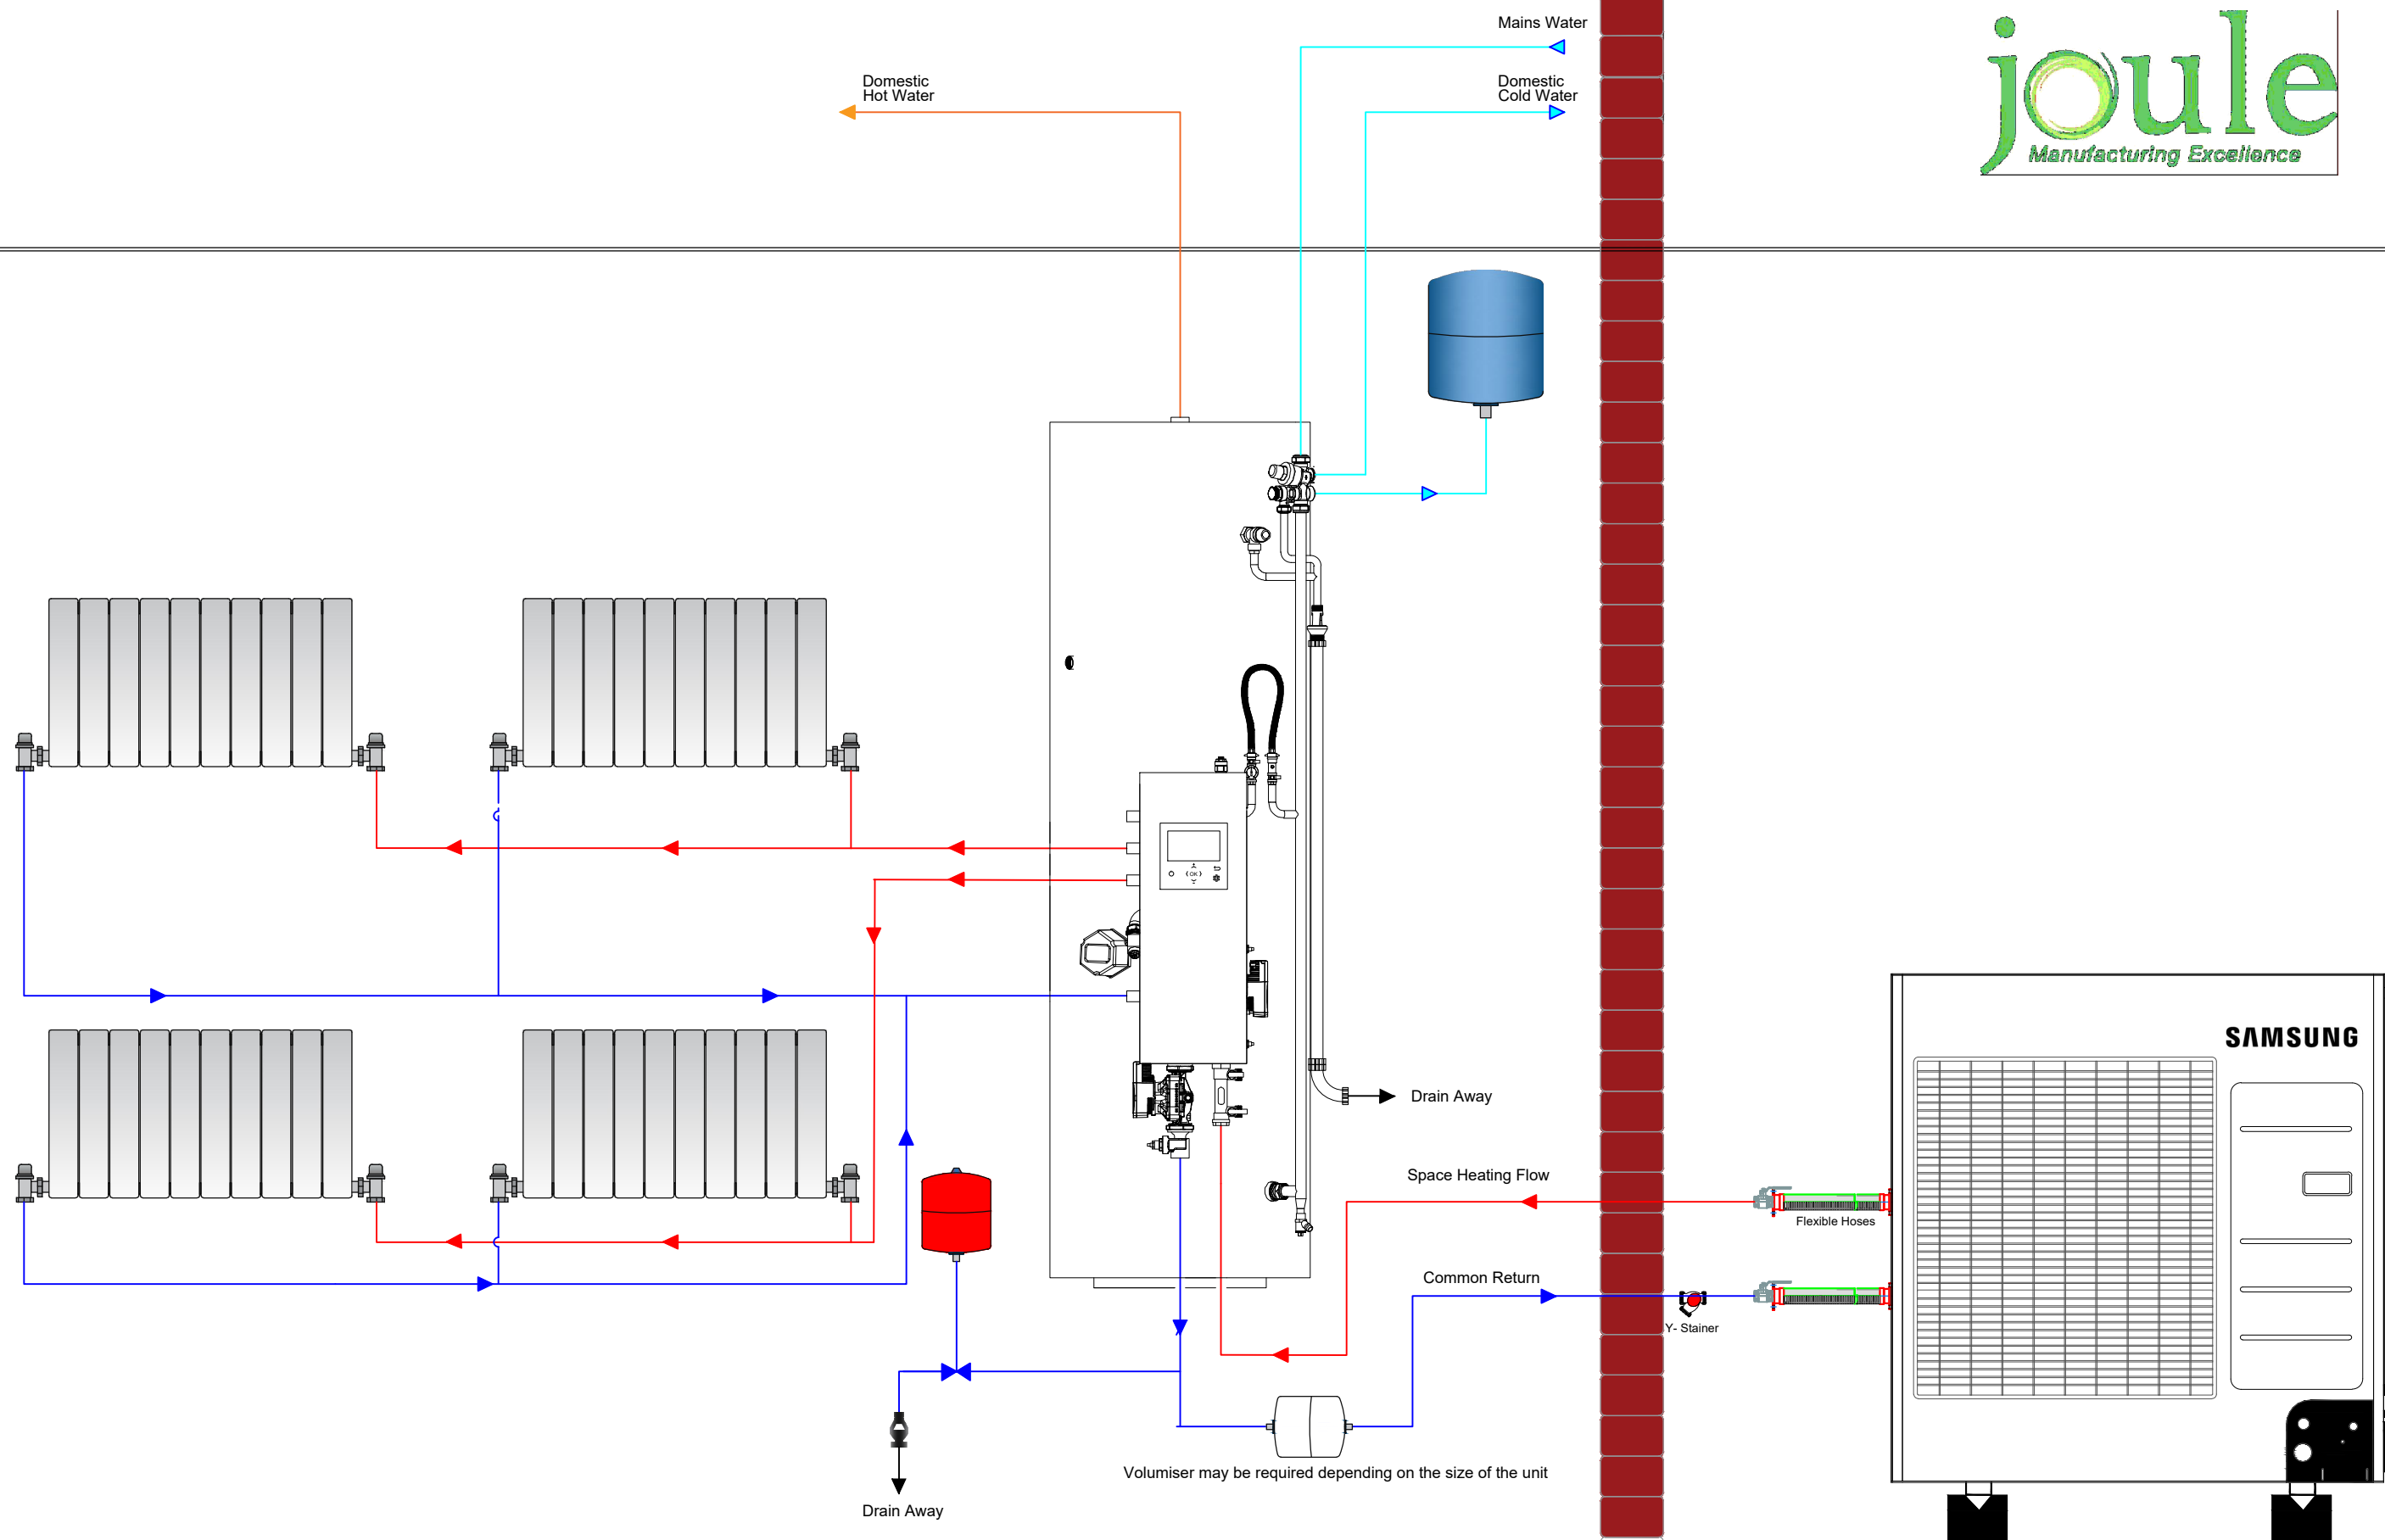 Mains Water
joule
Manufacturing Excellence
Domestic
Hot Water
Domestic
Cold Water
OK
SAMSUNG
Drain Away
Space Heating Flow
Flexible Hoses
Common Return
Y- Stainer
Volumiser may be required depending on the size of the unit
Drain Away